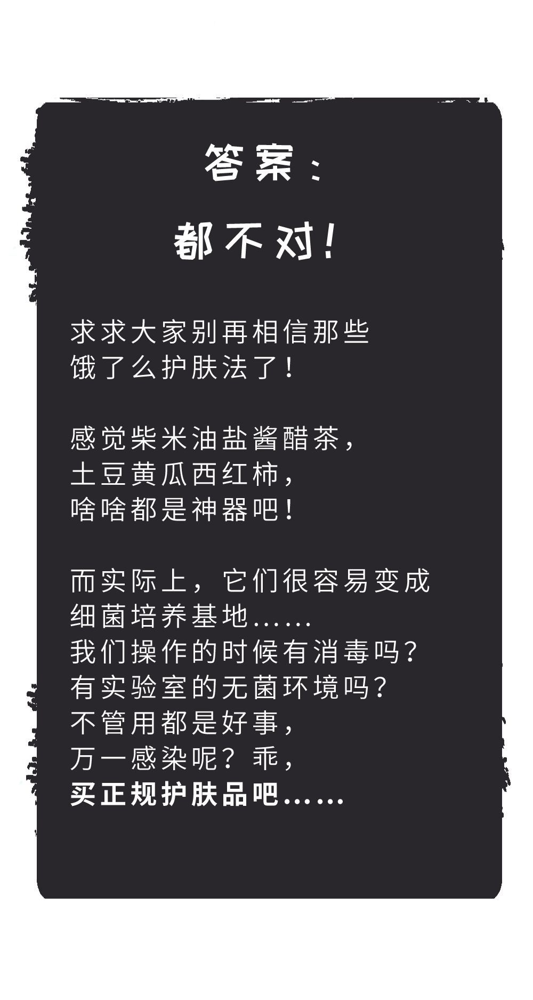 答案：
都不对！
求求大家别再相信那些
饿了么护肤法了！
感觉柴米油盐酱醋茶，
土豆黄瓜西红柿，
啥啥都是神器吧！
而实际上，它们很容易变成
细菌培养基地……
我们操作的时候有消毒吗？
有实验室的无菌环境吗？
不管用都是好事，
万一感染呢？乖，
买正规护肤品吧……